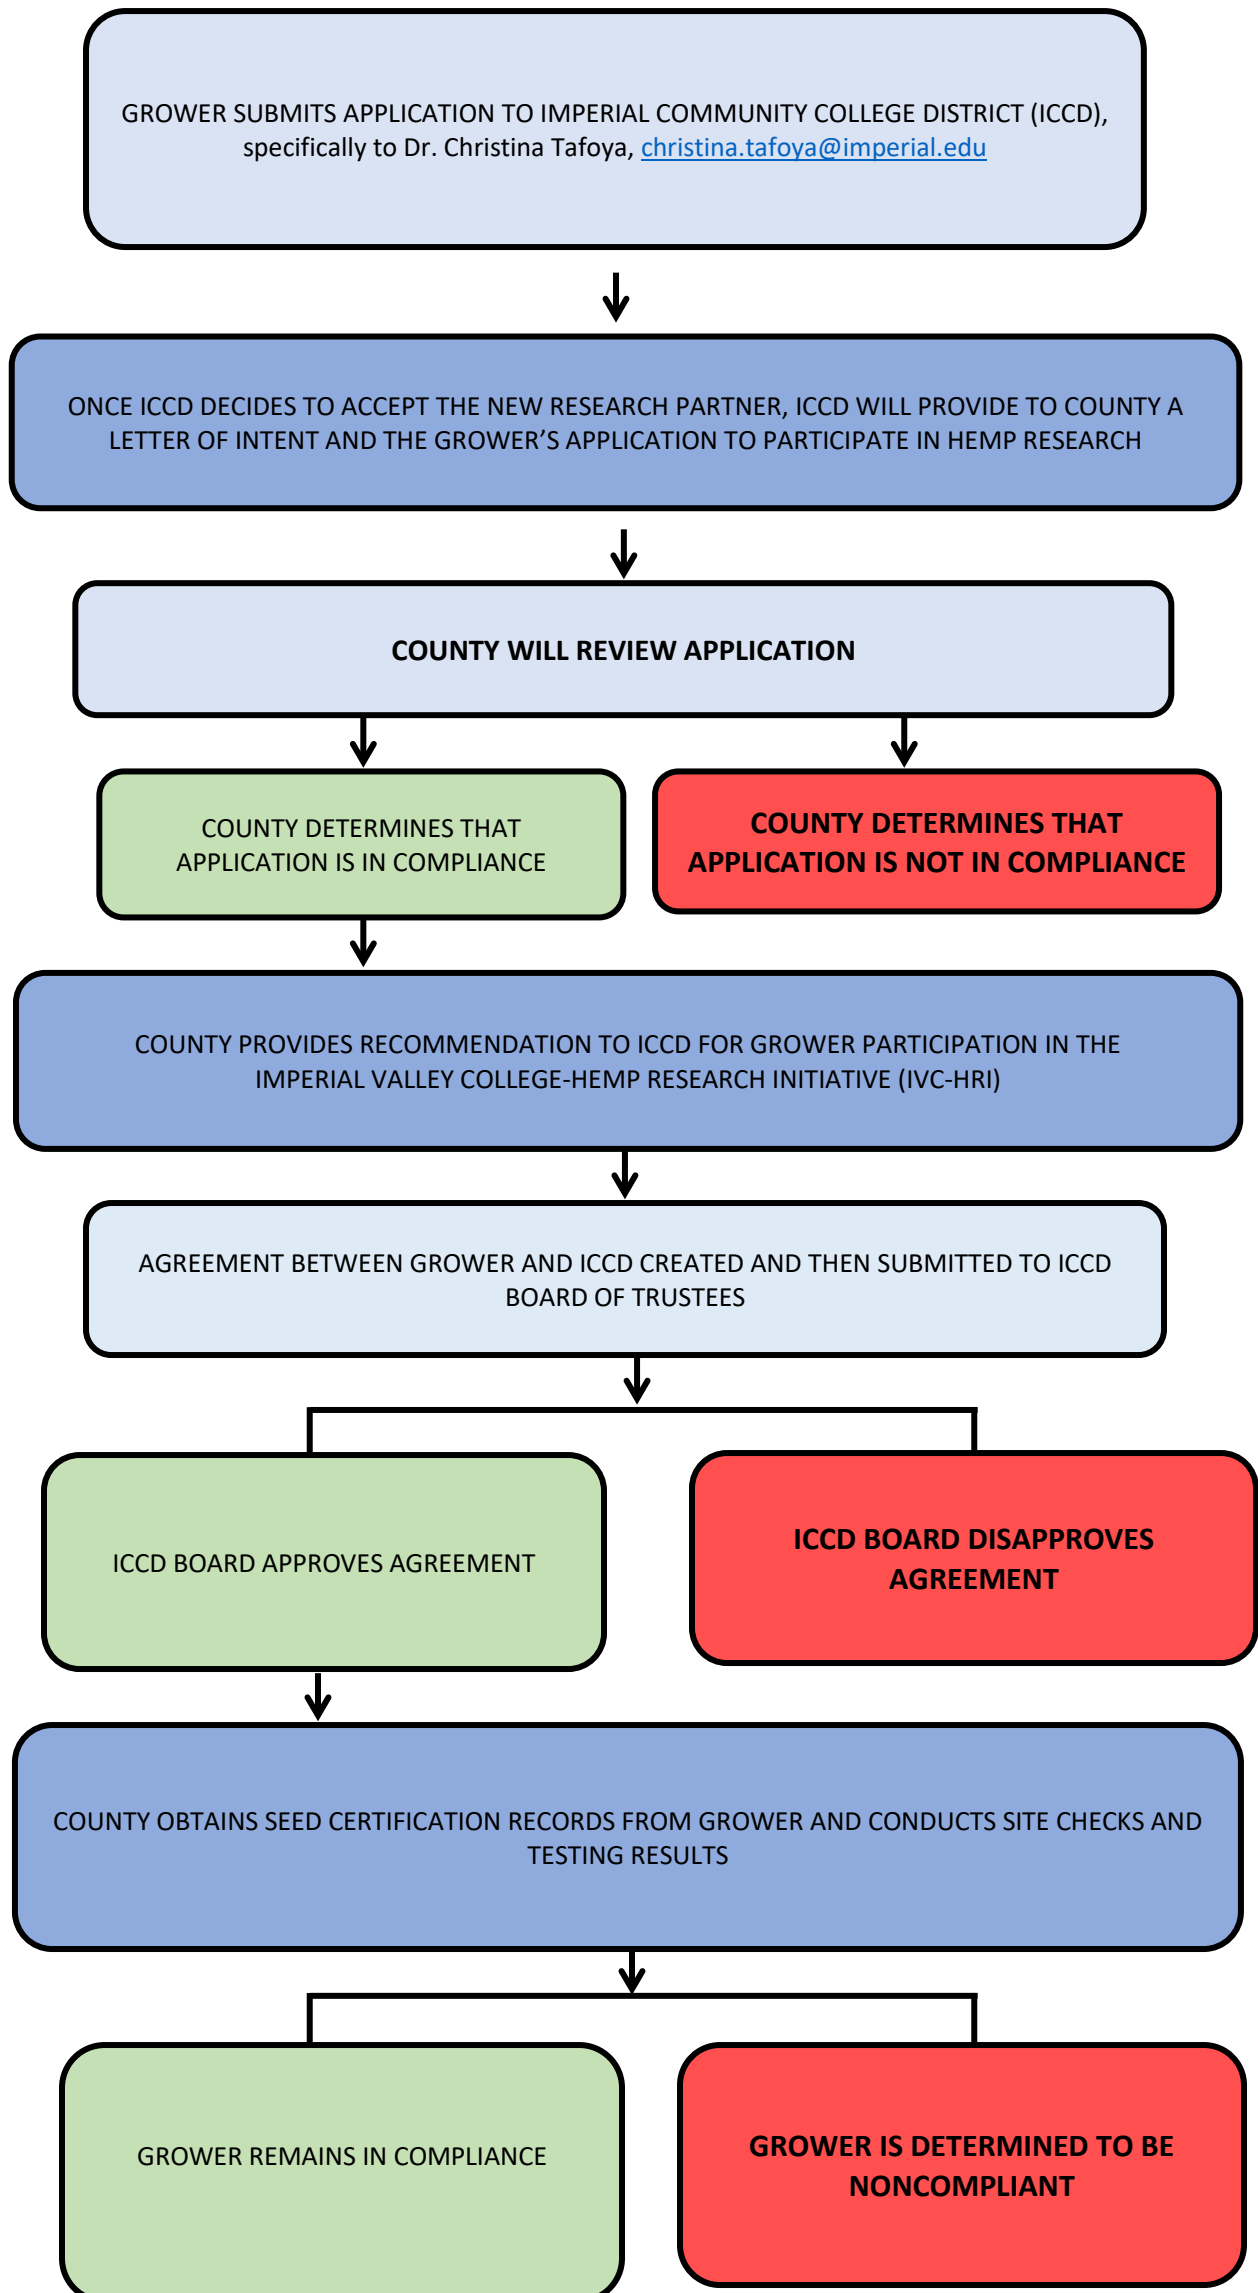 GROWER SUBMITS APPLICATION TO IMPERIAL COMMUNITY COLLEGE DISTRICT (ICCD),
specifically to Dr. Christina Tafoya, christina.tafoya@imperial.edu
ONCE ICCD DECIDES TO ACCEPT THE NEW RESEARCH PARTNER, ICCD WILL PROVIDE TO COUNTY A
LETTER OF INTENT AND THE GROWER’S APPLICATION TO PARTICIPATE IN HEMP RESEARCH
COUNTY WILL REVIEW APPLICATION
COUNTY DETERMINES THAT
APPLICATION IS IN COMPLIANCE
COUNTY DETERMINES THAT
APPLICATION IS NOT IN COMPLIANCE
COUNTY PROVIDES RECOMMENDATION TO ICCD FOR GROWER PARTICIPATION IN THE
IMPERIAL VALLEY COLLEGE-HEMP RESEARCH INITIATIVE (IVC-HRI)
AGREEMENT BETWEEN GROWER AND ICCD CREATED AND THEN SUBMITTED TO ICCD
BOARD OF TRUSTEES
ICCD BOARD APPROVES AGREEMENT
ICCD BOARD DISAPPROVES
AGREEMENT
COUNTY OBTAINS SEED CERTIFICATION RECORDS FROM GROWER AND CONDUCTS SITE CHECKS AND
TESTING RESULTS
GROWER REMAINS IN COMPLIANCE
GROWER IS DETERMINED TO BE
NONCOMPLIANT